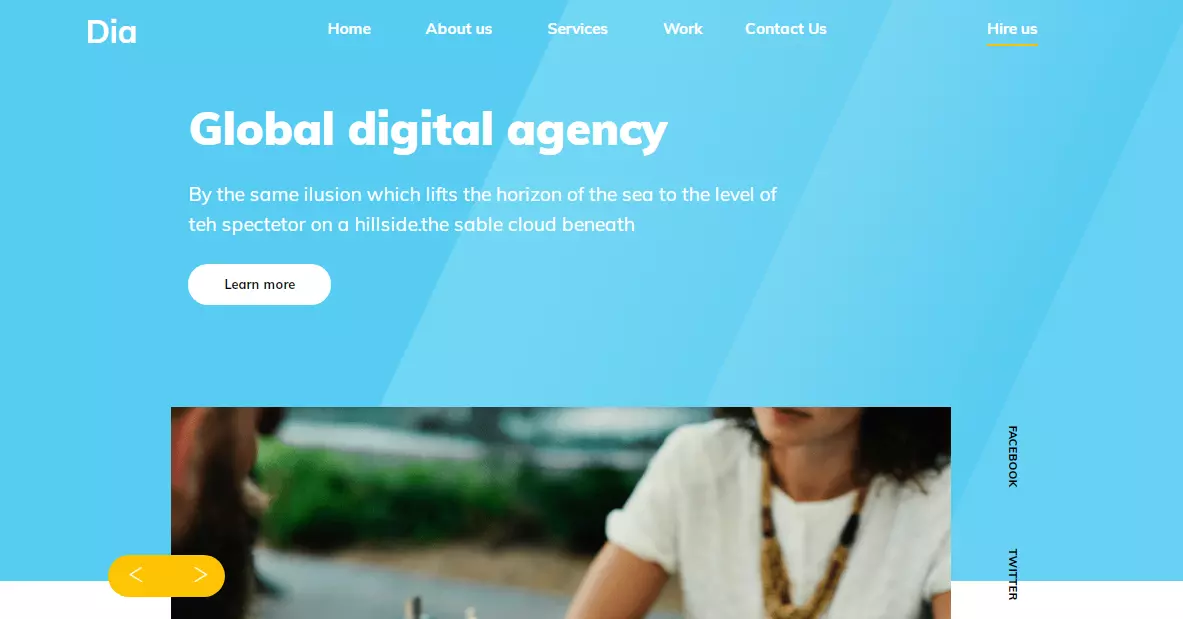 Dia
Home
About us
Services
Work
Contact Us
Hire us
Global digital agency
By the same ilusion which lifts the horizon of the sea to the level of
teh spectetor on a hillside.the sable cloud beneath
Learn more
FACEBOOK
< >
TWITTER